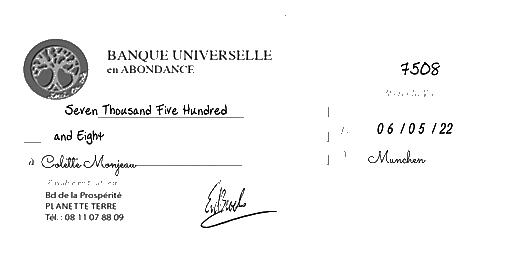 BANQUE UNIVERSELLE
en ABONDANCE
7508
Seven Thousand Five Hundred
and Eight
06/05/22
à Colette Monjeau
Munchen
Bd de la Prospérité
PLANETTE TERRE
Tél. : 08 11 07 88 09